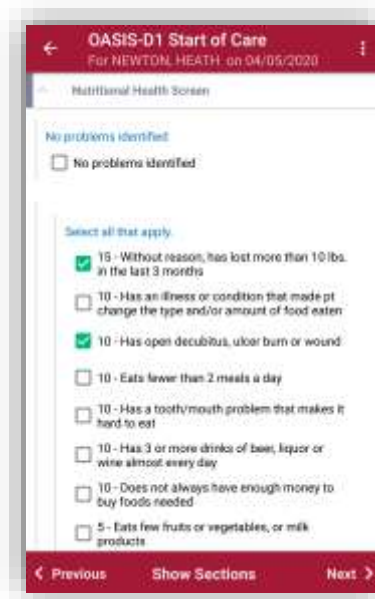 OASIS-D1 Start of Care
For NEWTON, HEATH on 04/05/2020
Nutritional Health Screen
No problems identified
No problems identified
Select all that apply.
15 - Without reason, has lost more than 10 lbs.
in the last 3 months
10 - Has an illness or condition that made pt
change the type and/or amount of food eaten
10 - Has open decubitus, ulcer burn or wound
10 - Eats fewer than 2 meals a day
10 - Has a tooth/mouth problem that makes it
hard to eat
10 - Has 3 or more drinks of beer, liquor or
wine almost every day
10 - Does not always have enough money to
buy foods needed
5 - Eats few fruits or vegetables, or milk
products
Previous Show Sections Next